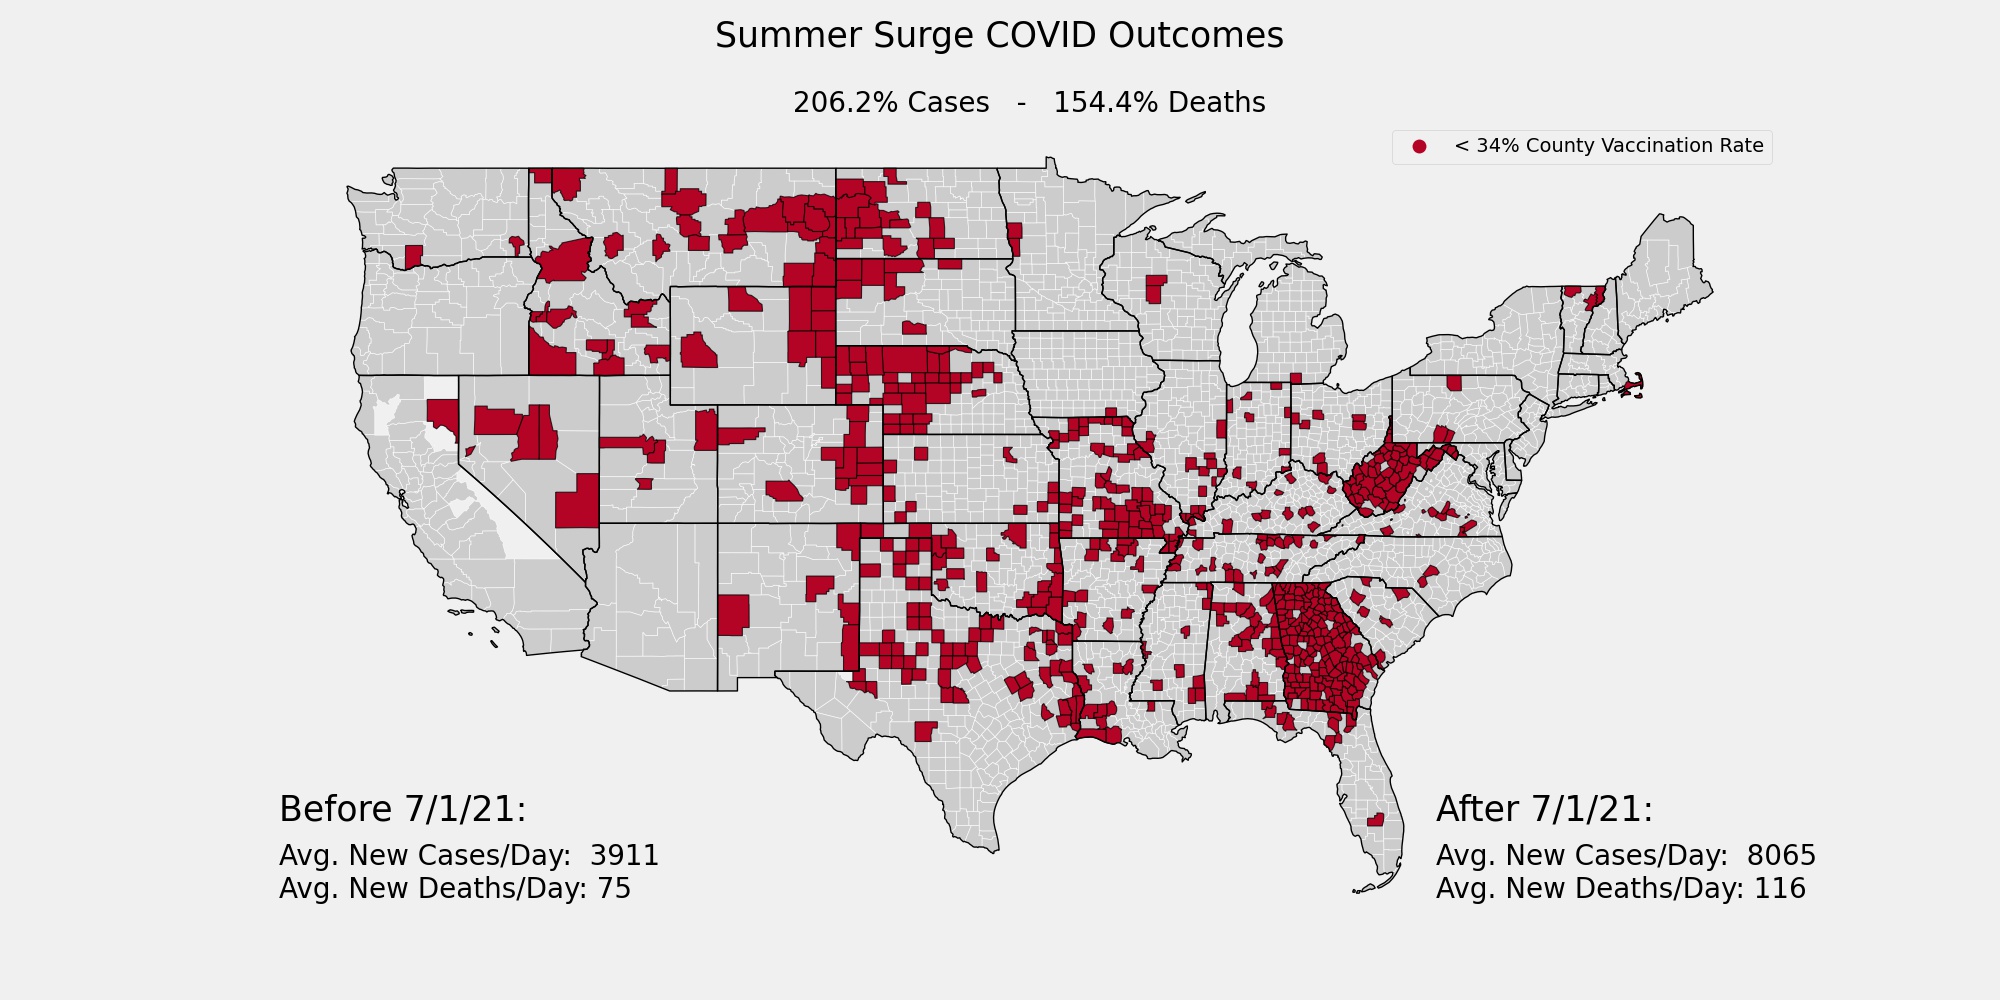 Summer Surge COVID Outcomes
206.2% Cases - 154.4% Deaths
< 34% County Vaccination Rate
Before 7/1/21:
Avg. New Cases/Day: 3911
Avg. New Deaths/Day: 75
After 7/1/21:
Avg. New Cases/Day: 8065
Avg. New Deaths/Day: 116